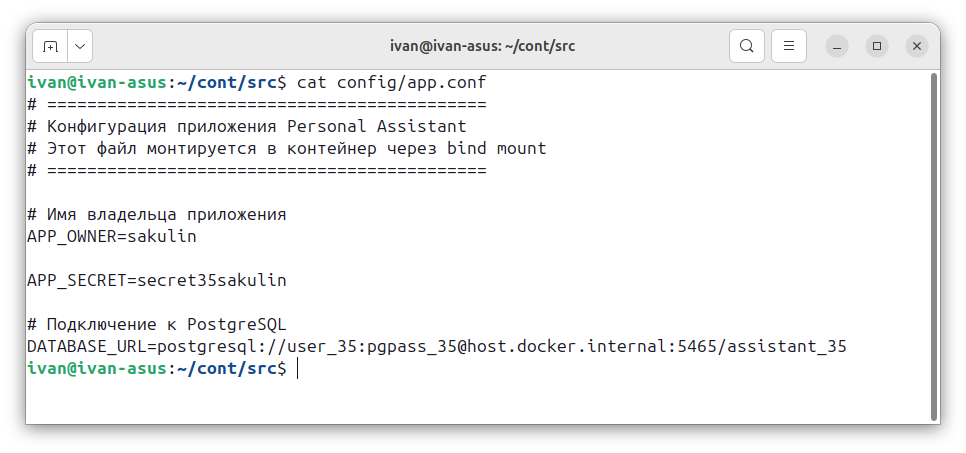 ivan@ivan-asus: ~/cont/src
ivan@ivan-asus:~/cont/src$ cat config/app.conf
# ============================================
# Конфигурация приложения Personal Assistant
# Этот файл монтируется в контейнер через bind mount
# ============================================
# Имя владельца приложения
APP_OWNER=sakulin
APP_SECRET=secret35sakulin
# Подключение к PostgreSQL
DATABASE_URL=postgresql://user_35:pgpass_35@host.docker.internal:5465/assistant_35
ivan@ivan-asus:~/cont/src$